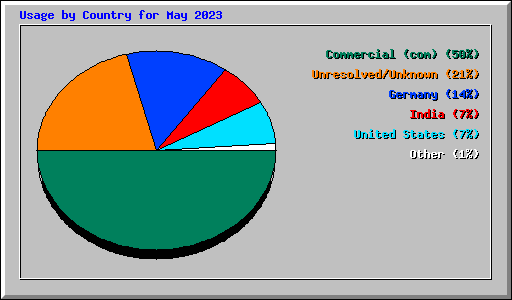 Usage by Country for May 2023
Commercial (com) (50%)
Unresolved/Unknown (21%)
Germany (14%)
India (7%)
United States (7%)
Other (1%)